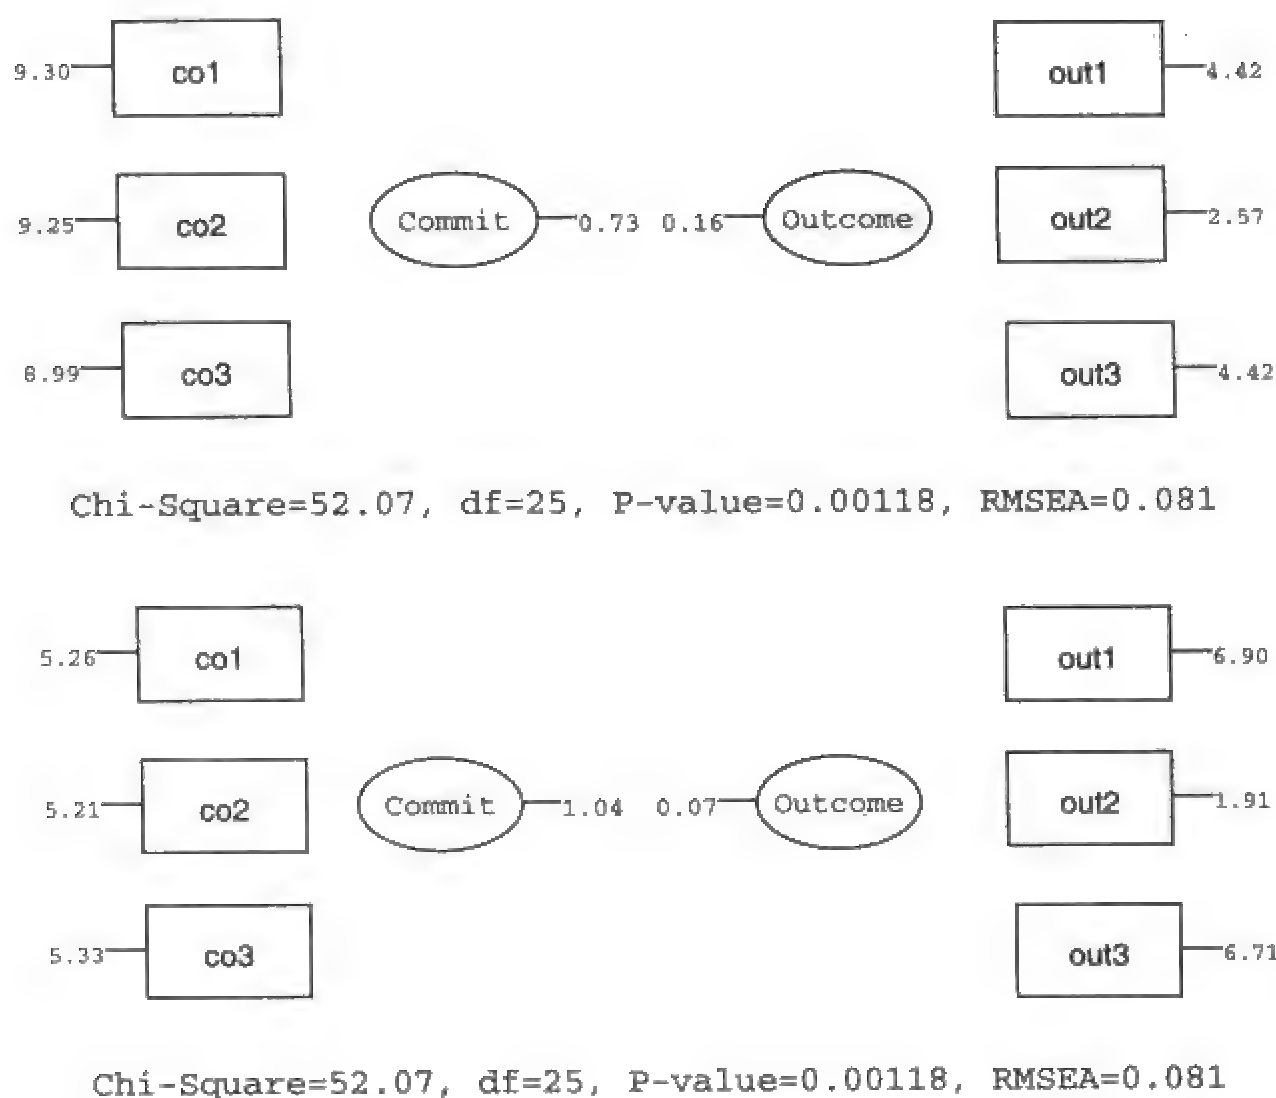 9.30 co1 out1 4.42
9.25 co2 Commit 0.73 0.16 Outcome out2 2.57
8.99 co3 out3 4.42
Chi-Square=52.07, df=25, P-value=0.00118, RMSEA=0.081
5.26 co1 out1 6.90
5.21 co2 Commit 1.04 0.07 Outcome out2 1.91
5.33 co3 out3 6.71
Chi-Square=52.07, df=25, P-value=0.00118, RMSEA=0.081